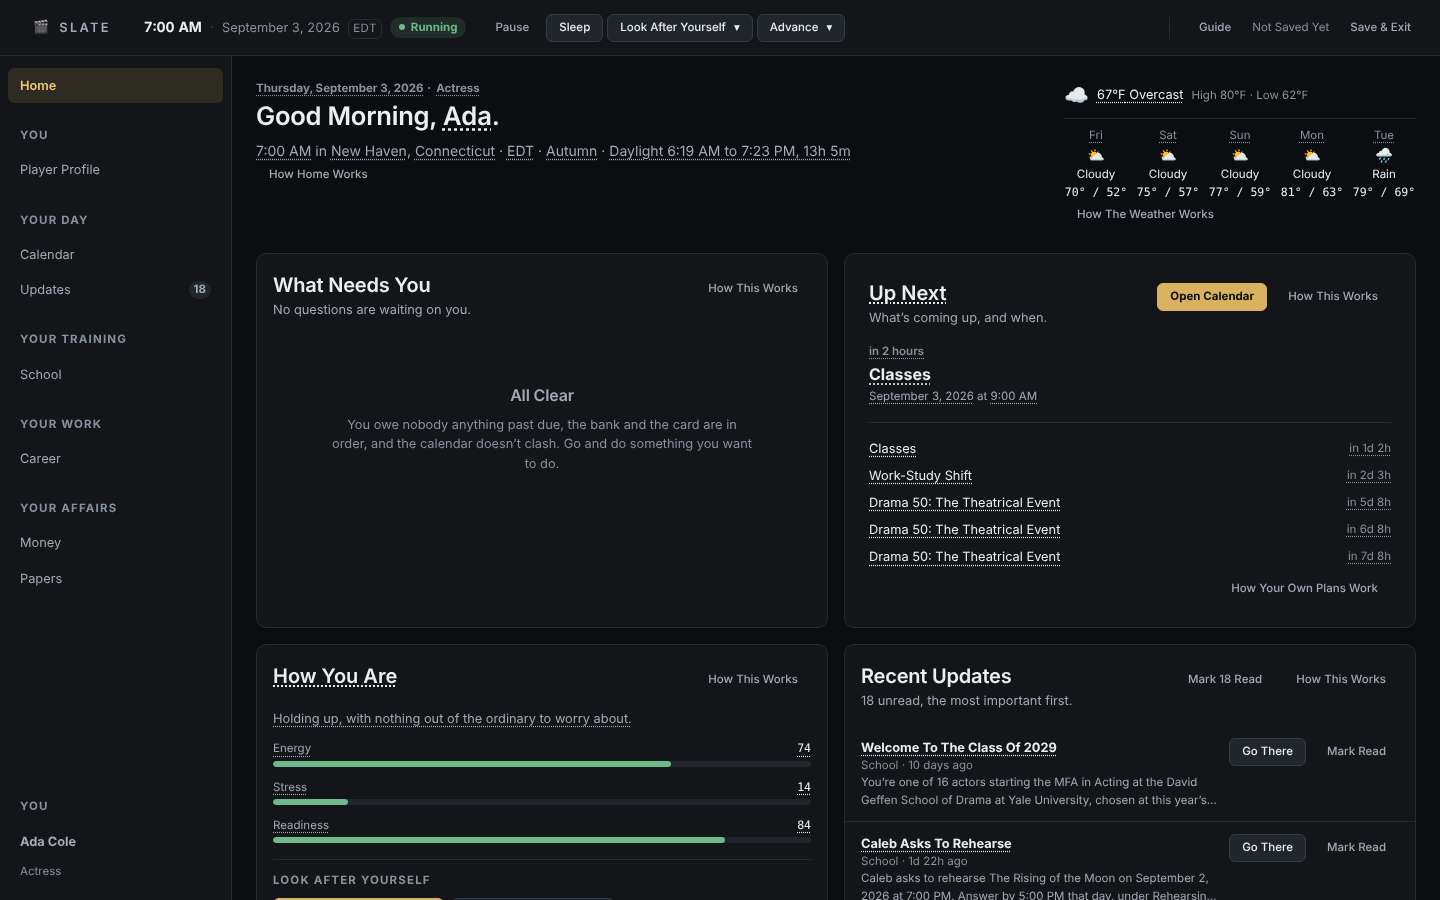 SLATE
7:00 AM · September 3, 2026 EDT Running Pause Sleep Look After Yourself ▾ Advance ▾ Guide Not Saved Yet Save & Exit
Home
YOU
Player Profile
YOUR DAY
Calendar
Updates 18
YOUR TRAINING
School
YOUR WORK
Career
YOUR AFFAIRS
Money
Papers
YOU
Ada Cole
Actress
Thursday, September 3, 2026 · Actress
Good Morning, Ada.
7:00 AM in New Haven, Connecticut · EDT · Autumn · Daylight 6:19 AM to 7:23 PM, 13h 5m
How Home Works
67°F Overcast High 80°F · Low 62°F
Fri Sat Sun Mon Tue
Cloudy Cloudy Cloudy Cloudy Rain
70° / 52° 75° / 57° 77° / 59° 81° / 63° 79° / 69°
How The Weather Works
What Needs You How This Works
No questions are waiting on you.
All Clear
You owe nobody anything past due, the bank and the card are in
order, and the calendar doesn’t clash. Go and do something you want
to do.
Up Next Open Calendar How This Works
What’s coming up, and when.
in 2 hours
Classes
September 3, 2026 at 9:00 AM
Classes in 1d 2h
Work-Study Shift in 2d 3h
Drama 50: The Theatrical Event in 5d 8h
Drama 50: The Theatrical Event in 6d 8h
Drama 50: The Theatrical Event in 7d 8h
How Your Own Plans Work
How You Are How This Works
Holding up, with nothing out of the ordinary to worry about.
Energy 74
Stress 14
Readiness 84
LOOK AFTER YOURSELF
Recent Updates Mark 18 Read How This Works
18 unread, the most important first.
Welcome To The Class Of 2029 Go There Mark Read
School · 10 days ago
You’re one of 16 actors starting the MFA in Acting at the David
Geffen School of Drama at Yale University, chosen at this year’s…
Caleb Asks To Rehearse Go There Mark Read
School · 1d 22h ago
Caleb asks to rehearse The Rising of the Moon on September 2,
2026 at 7:00 PM. Answer by 5:00 PM that day, under Rehearsin…